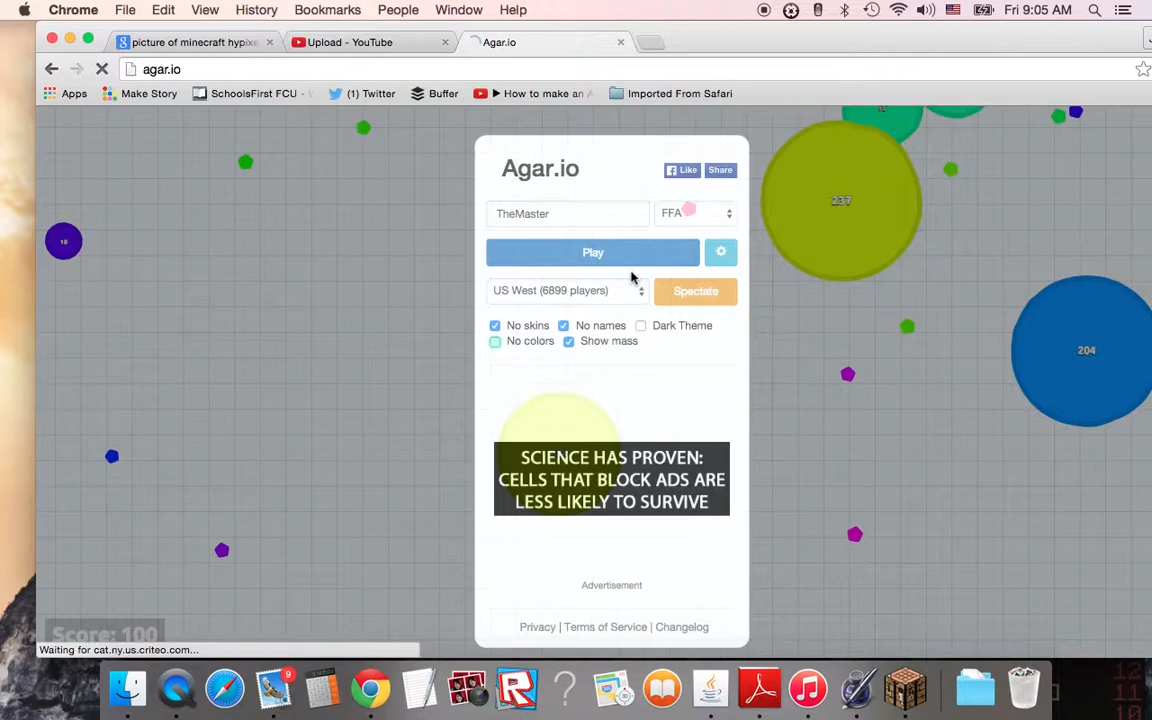 Chrome File Edit View History Bookmarks People Window Help Fri 9:05 AM
picture of minecraft hypixe Upload - YouTube Agar.io
agar.io
Apps Make Story SchoolsFirst FCU - (1) Twitter Buffer ▶ How to make an A Imported From Safari
Agar.io Like Share
TheMaster FFA
237
Play
US West (6899 players) Spectate
No skins No names Dark Theme
No colors Show mass
204
SCIENCE HAS PROVEN:
CELLS THAT BLOCK ADS ARE
LESS LIKELY TO SURVIVE
Advertisement
Privacy | Terms of Service | Changelog
Score: 100
Waiting for cat.ny.us.criteo.com...
9
12
11
10